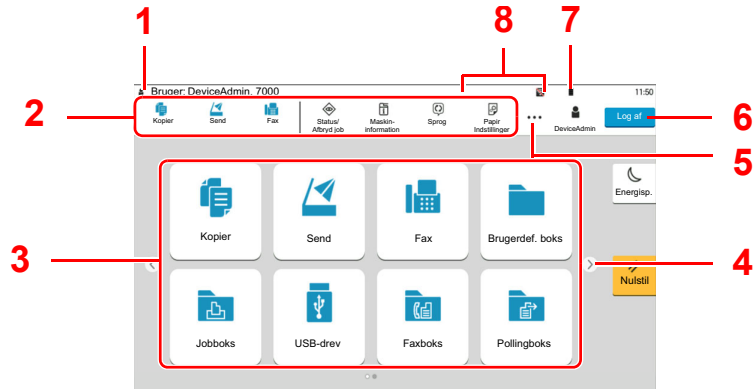 1
8
7
Bruger: DeviceAdmin, 7000
11:50
2
Kopier
Send
Fax
Status/
Afbryd job
Maskin-
information
Sprog
Papir
Indstillinger
...
DeviceAdmin
Log af
6
5
Energisp.
Kopier
Send
Fax
Brugerdef. boks
3
4
Nulstil
Jobboks
USB-drev
Faxboks
Pollingboks